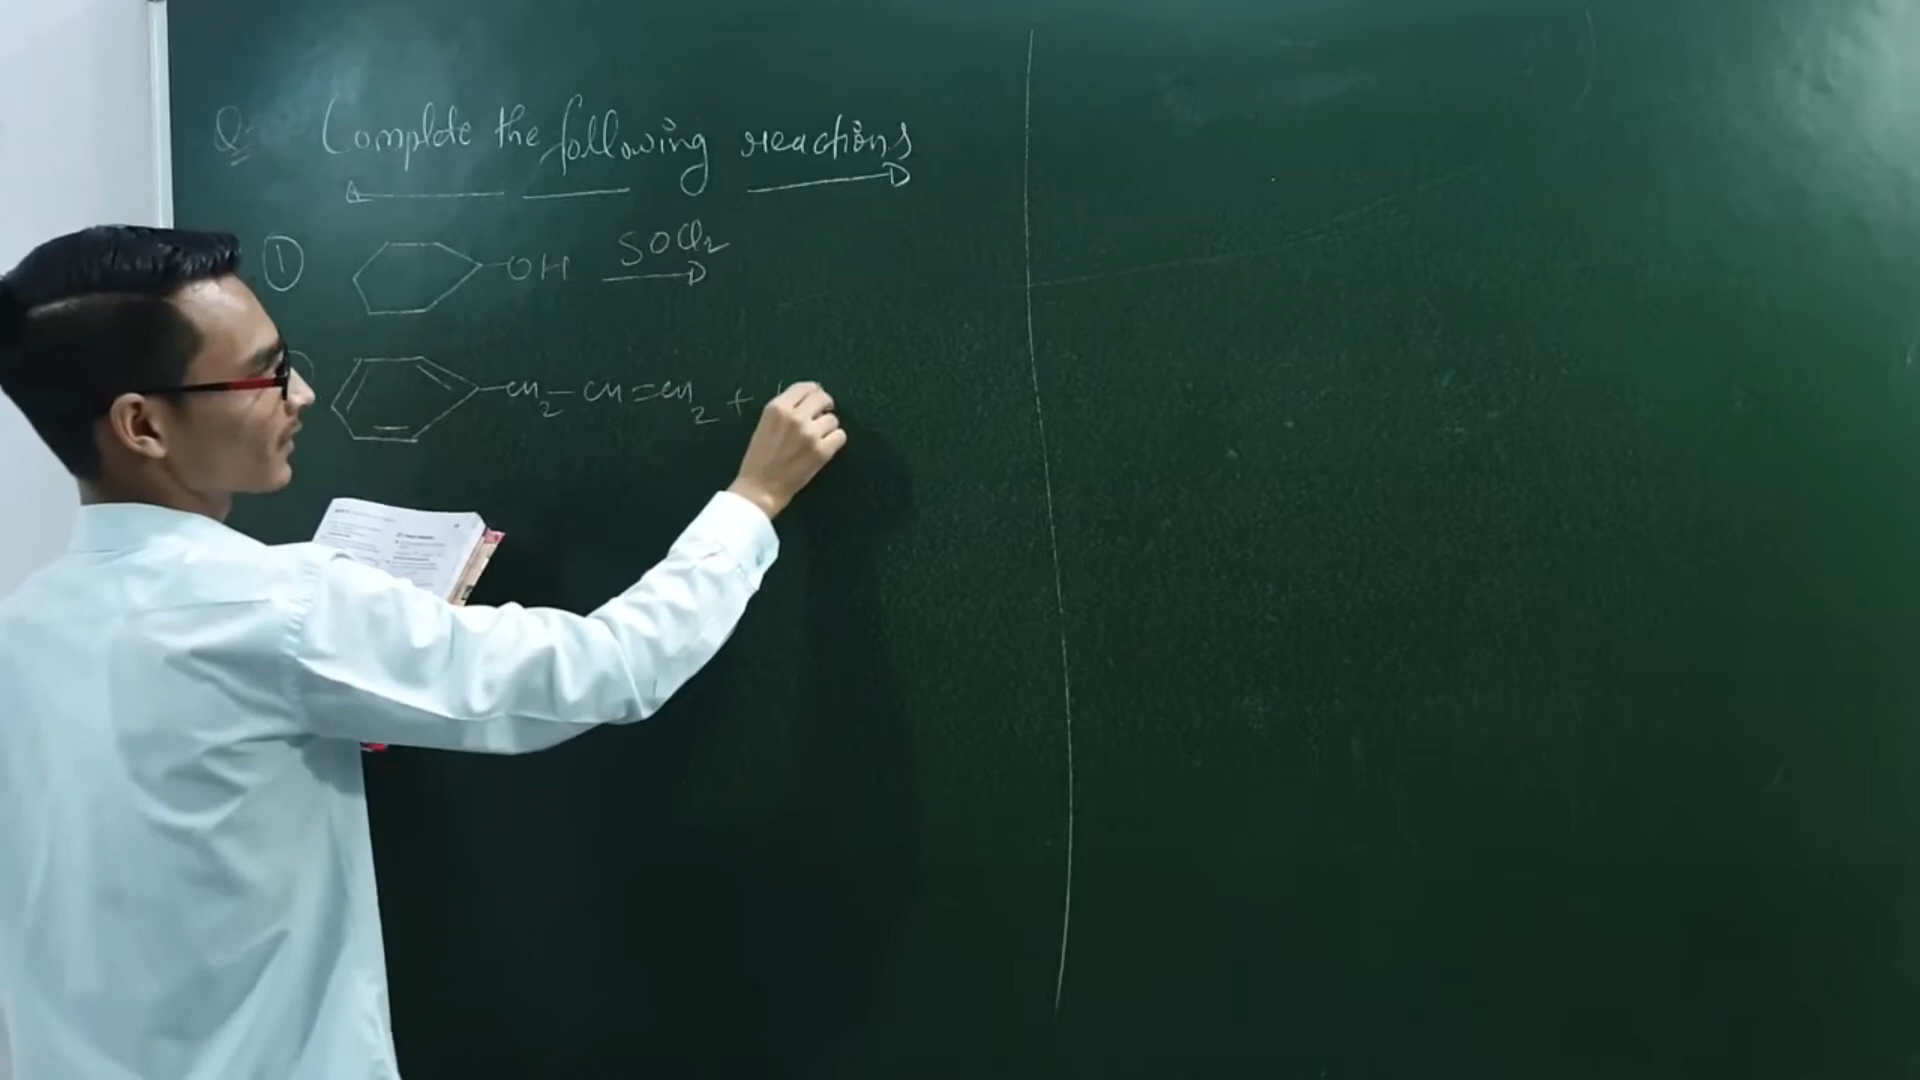 Q: Complete the following reactions
① OH SOCl₂
CH₂-CH=CH₂ +